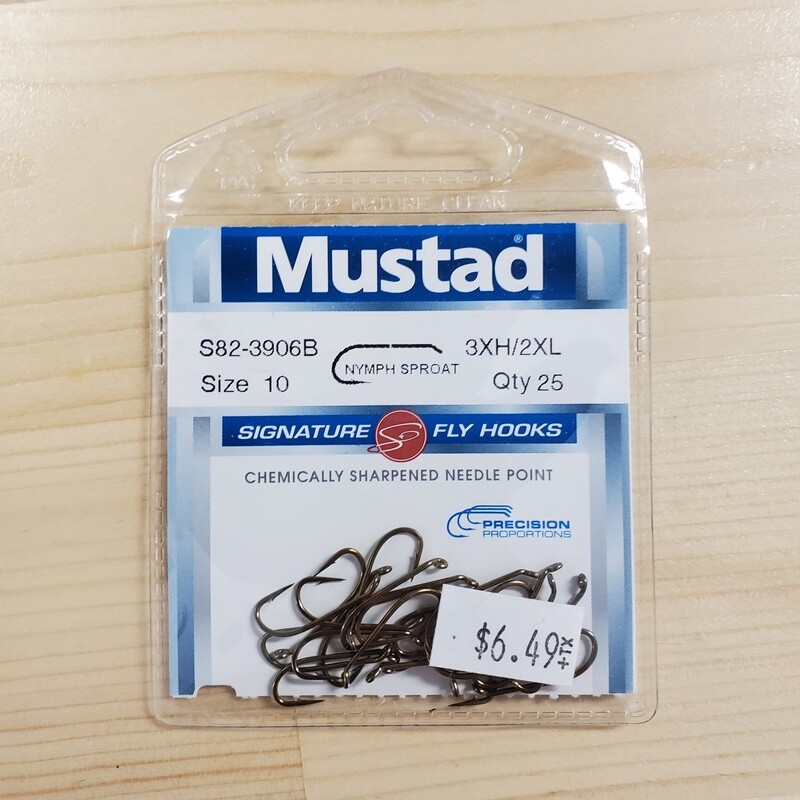 KEEP NATURE CLEAN
Mustad®
S82-3906B
NYMPH SPROAT
3XH/2XL
Size 10
Qty 25
SIGNATURE S FLY HOOKS
CHEMICALLY SHARPENED NEEDLE POINT
PRECISION
PROPORTIONS
$6.49
+TX